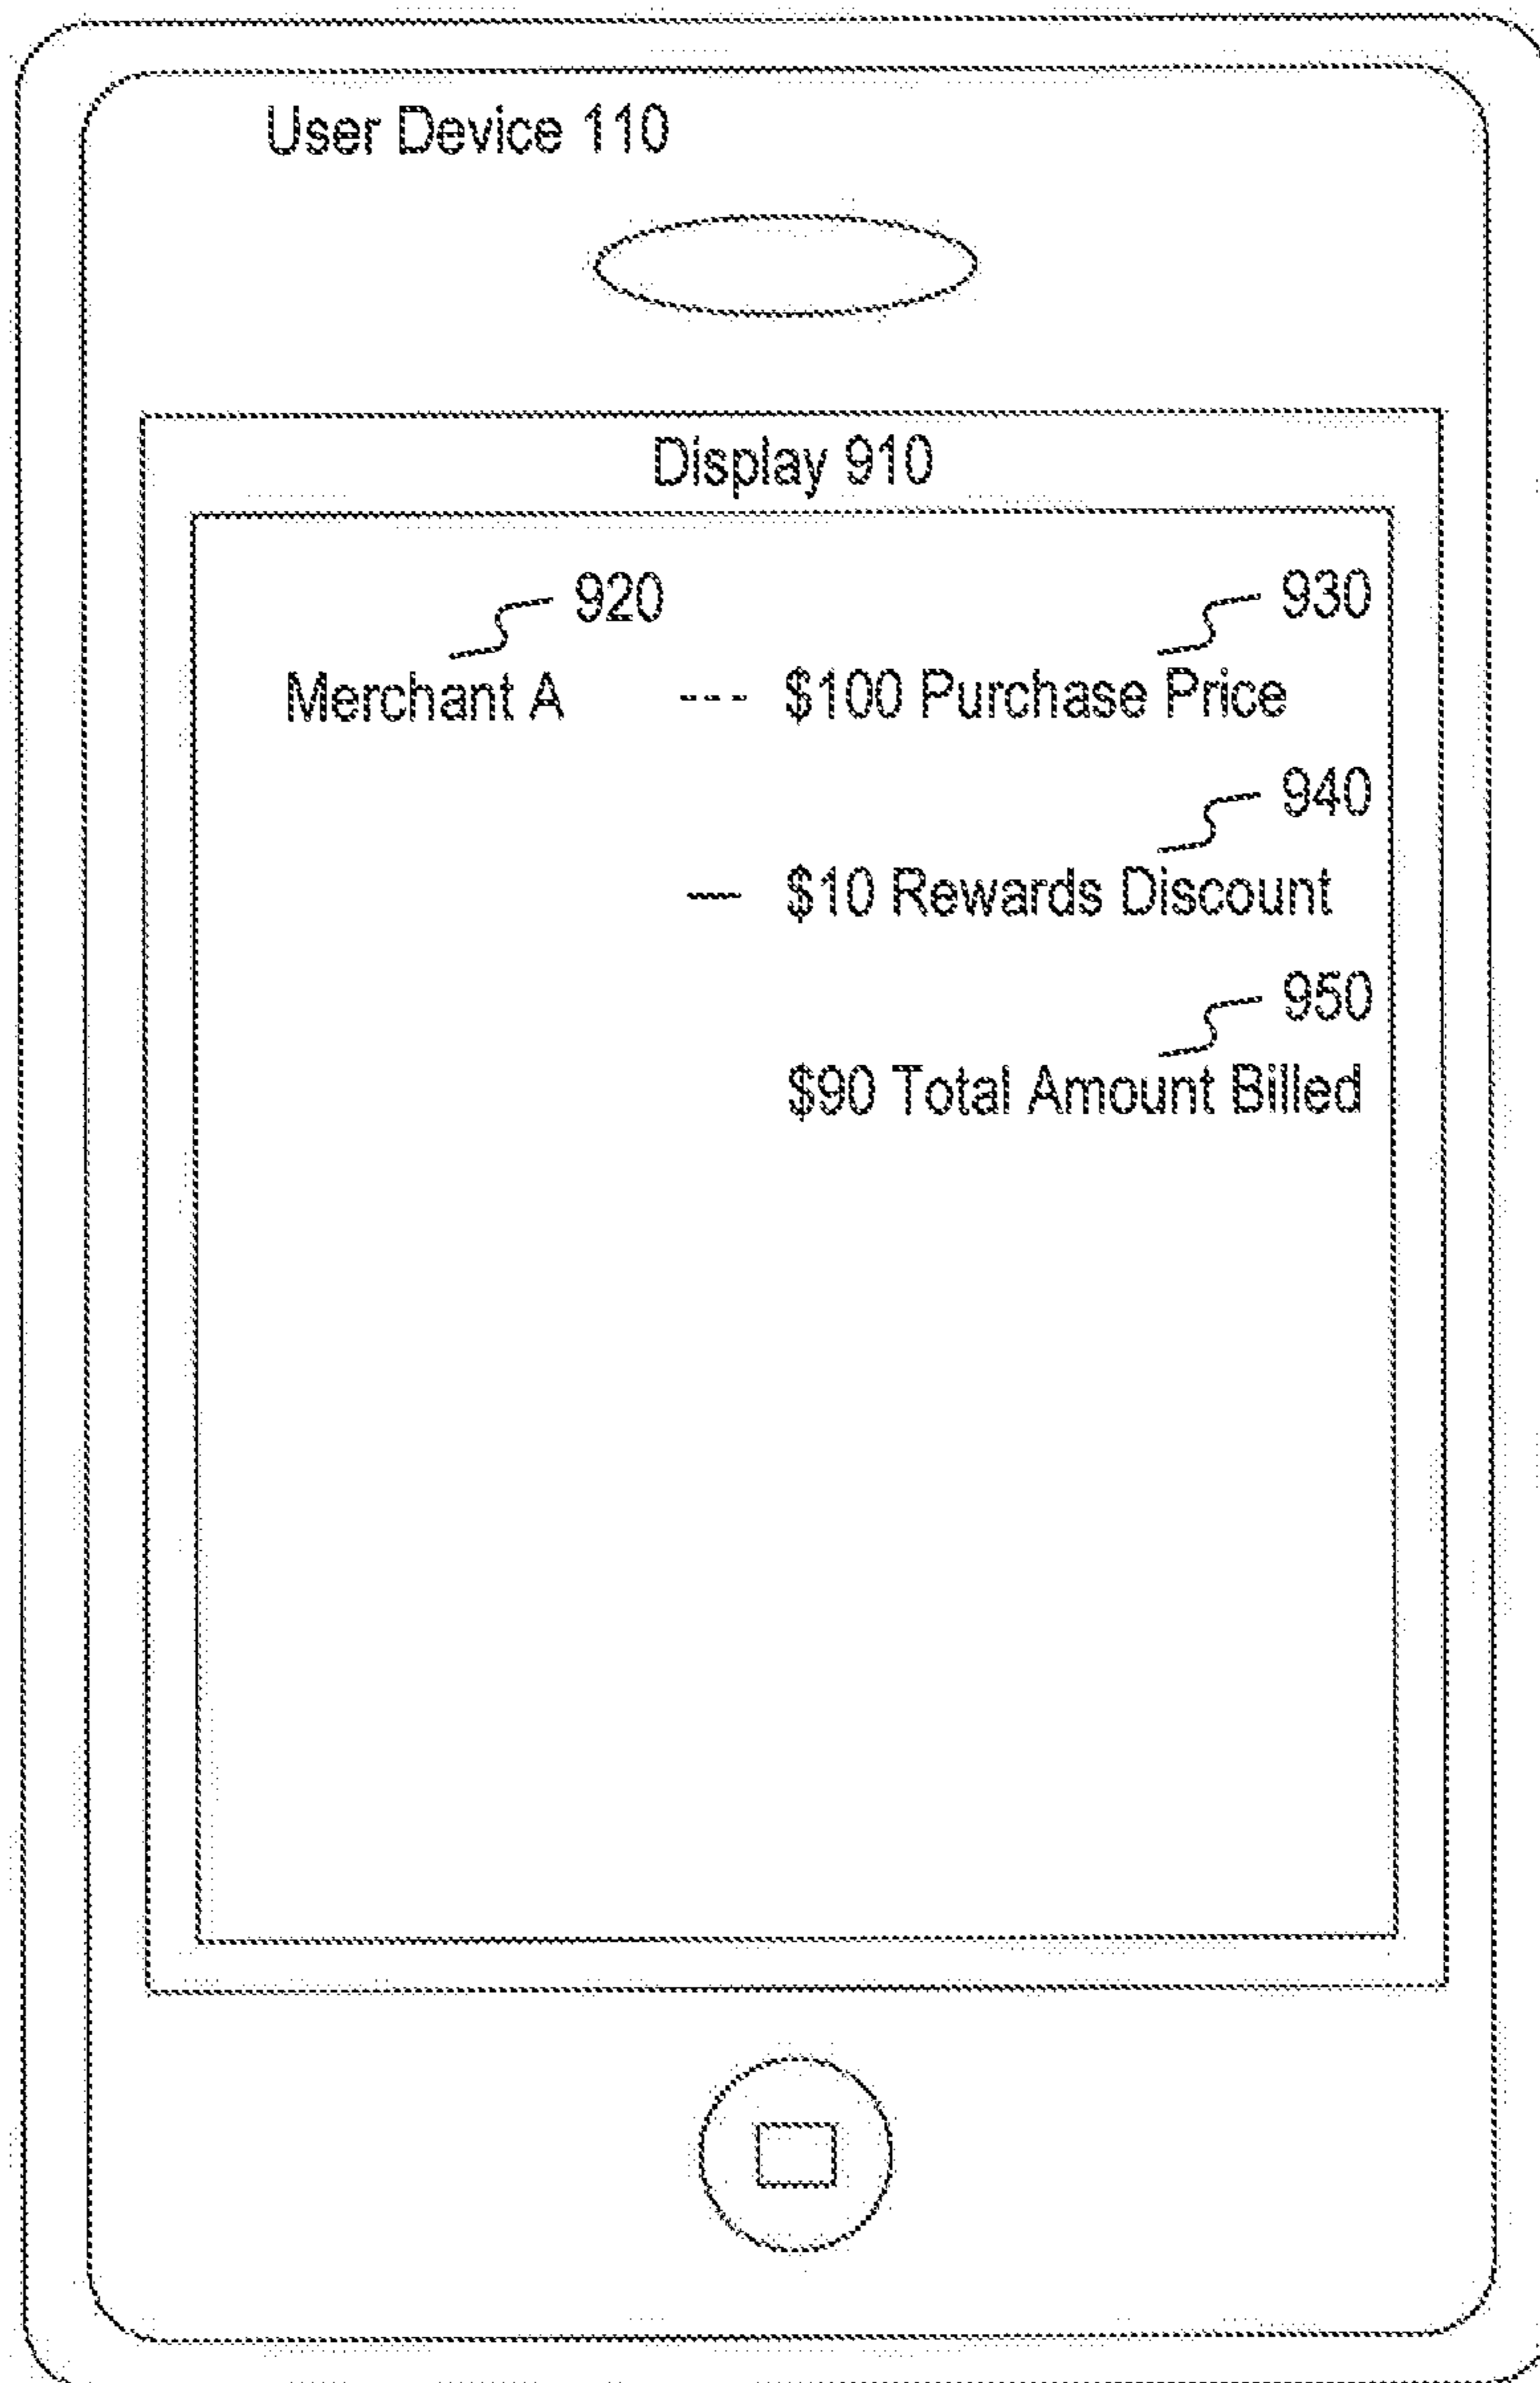 User Device 110
Display 910
920 930
Merchant A --- $100 Purchase Price
940
— $10 Rewards Discount
950
$90 Total Amount Billed